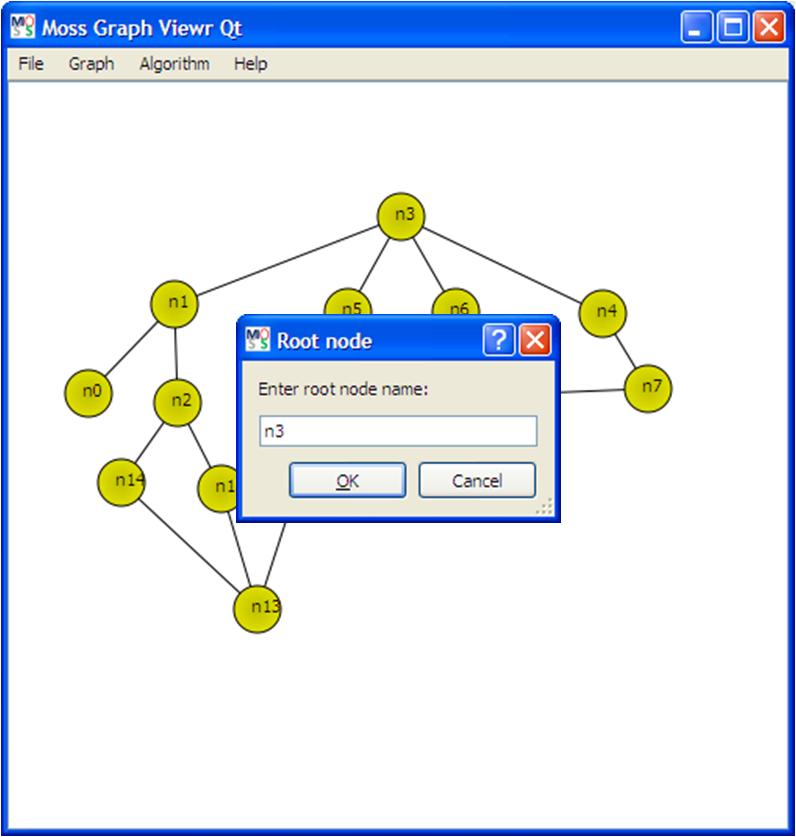 Moss Graph Viewr Qt
File Graph Algorithm Help
n3
n1
n5
n6
n4
Root node
Enter root node name:
n3
OK
Cancel
n0
n2
n7
n14
n13